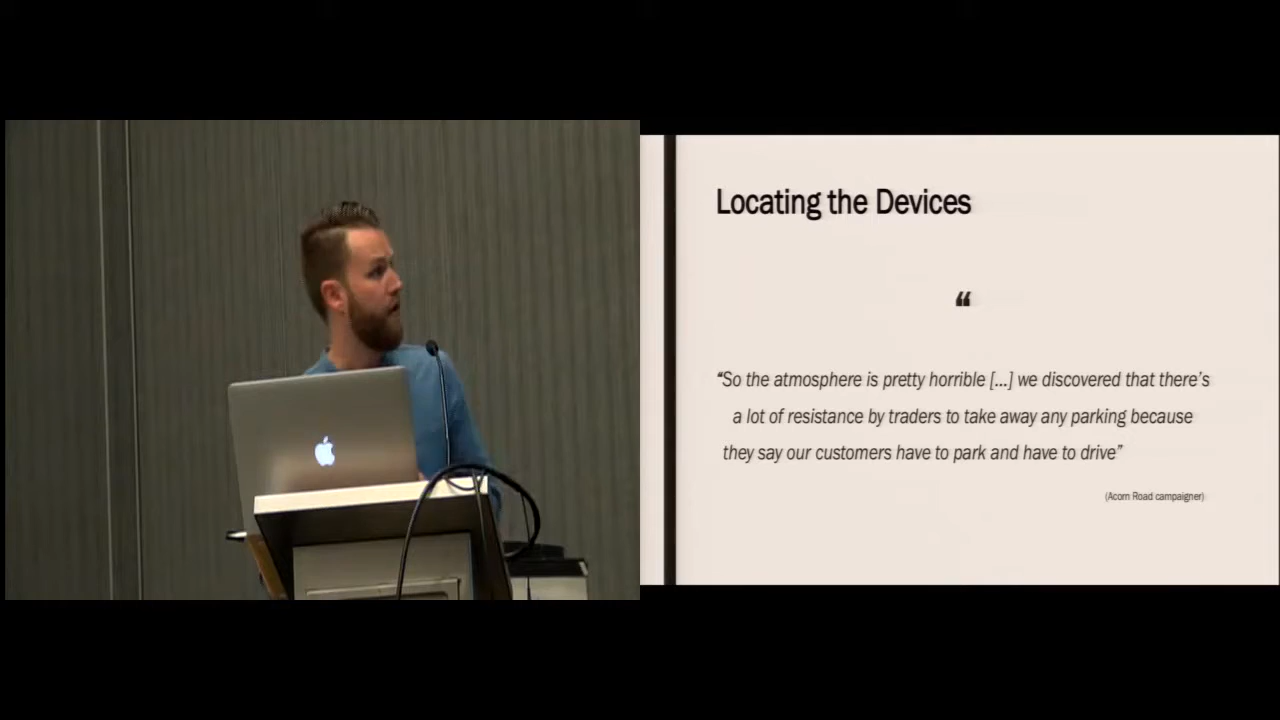 Locating the Devices
“
“So the atmosphere is pretty horrible [...] we discovered that there’s
a lot of resistance by traders to take away any parking because
they say our customers have to park and have to drive”
(Acorn Road campaigner)